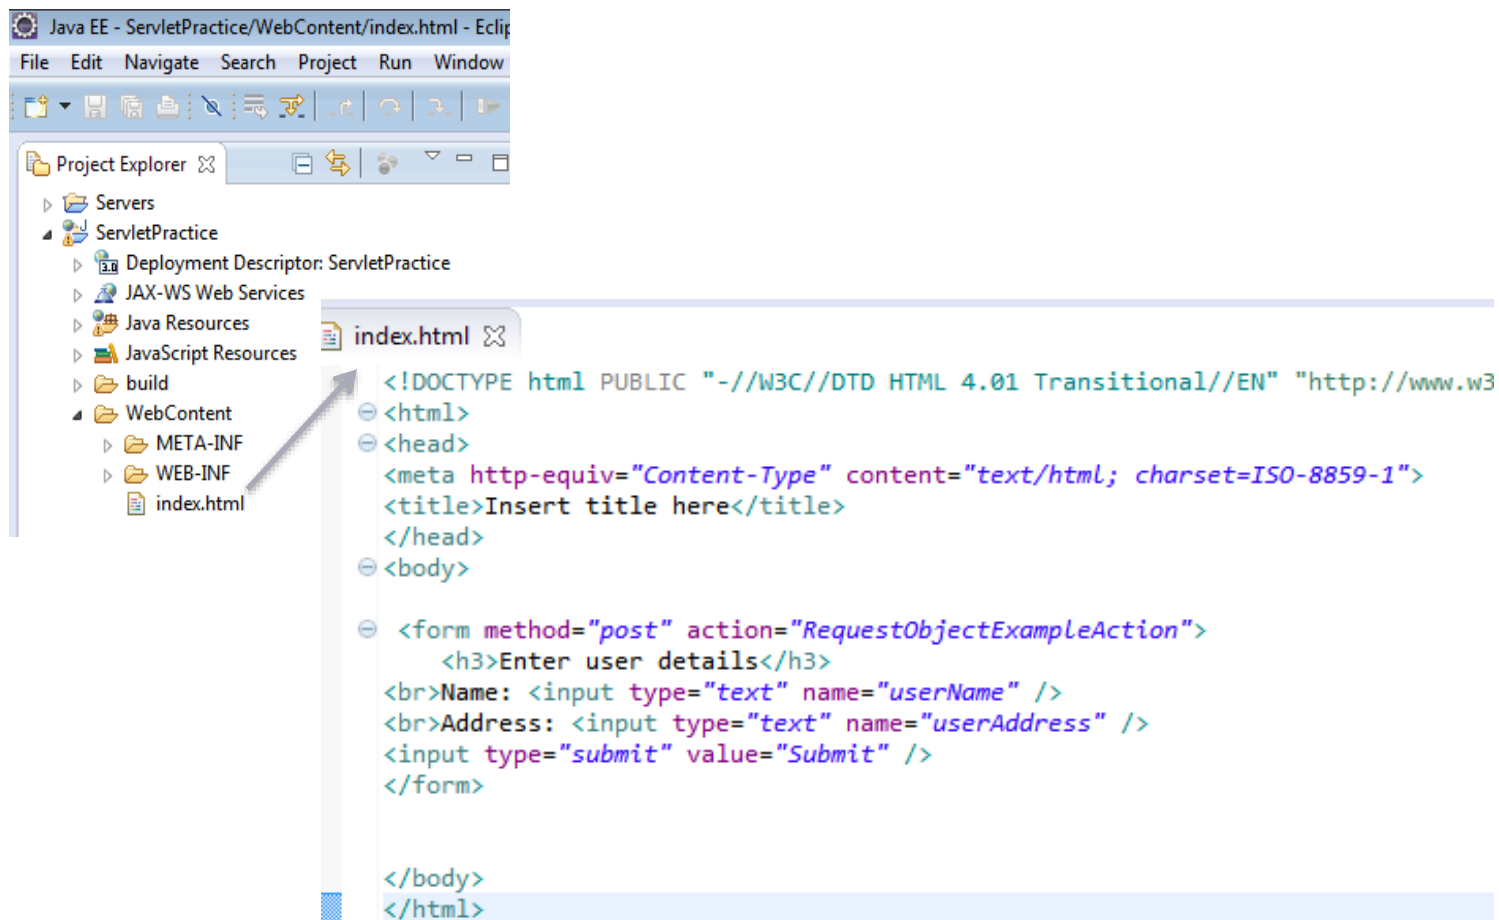 Java EE - ServletPractice/WebContent/index.html - Eclip
File Edit Navigate Search Project Run Window
Project Explorer
Servers
ServletPractice
3.0 Deployment Descriptor: ServletPractice
JAX-WS Web Services
Java Resources
JavaScript Resources
build
WebContent
META-INF
WEB-INF
index.html
index.html
<!DOCTYPE html PUBLIC "-//W3C//DTD HTML 4.01 Transitional//EN" "http://www.w3
<html>
<head>
<meta http-equiv="Content-Type" content="text/html; charset=ISO-8859-1">
<title>Insert title here</title>
</head>
<body>
<form method="post" action="RequestObjectExampleAction">
<h3>Enter user details</h3>
<br>Name: <input type="text" name="userName" />
<br>Address: <input type="text" name="userAddress" />
<input type="submit" value="Submit" />
</form>
</body>
</html>